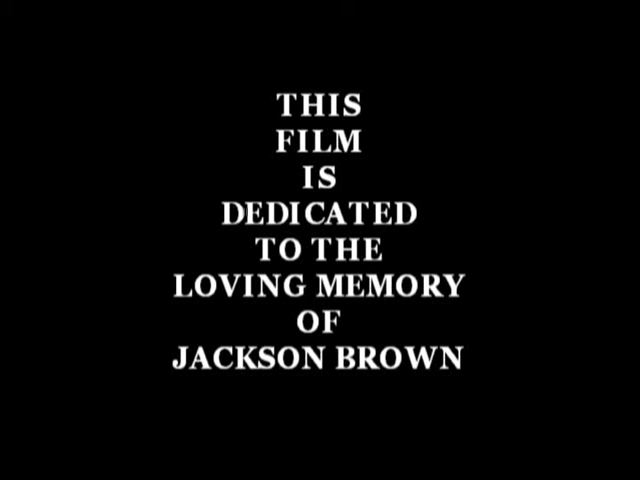 THIS
FILM
IS
DEDICATED
TO THE
LOVING MEMORY
OF
JACKSON BROWN